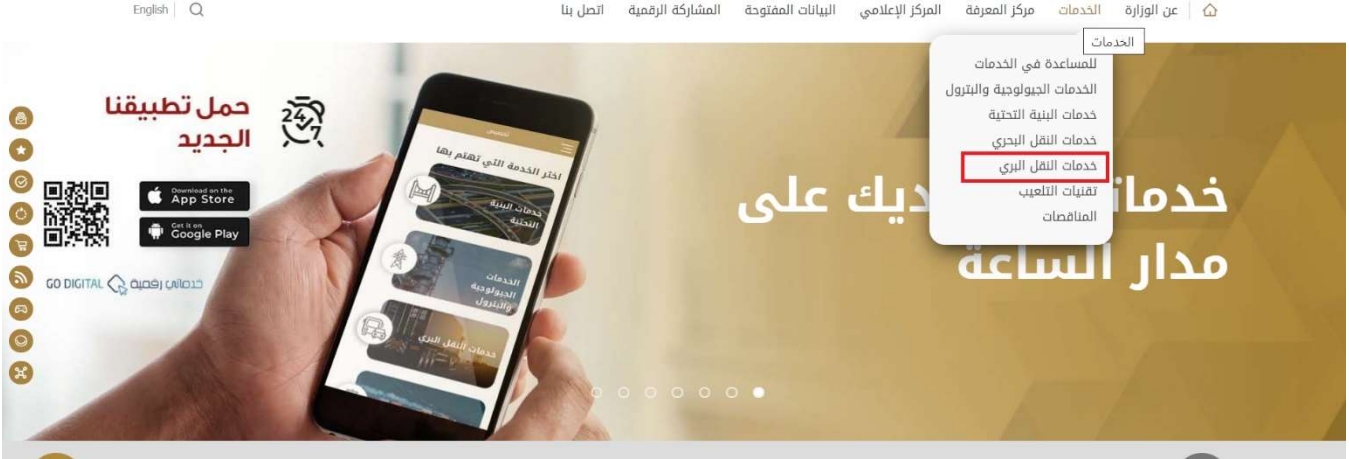 عن الوزارة الخدمات مركز المعرفة المركز الإعلامي البيانات المفتوحة المشاركة الرقمية اتصل بنا
English
الخدمات
للمساعدة في الخدمات
الخدمات الجيولوجية والبترول
خدمات البنية التحتية
خدمات النقل البحري
خدمات النقل البري
تقنيات التلعيب
المناقصات
ديك على
مدار الساعة
حمل تطبيقنا
الجديد
24/7
Download on the
App Store
Get it on
Google Play
GO DIGITAL خدماتي رقمية
اختر الخدمة التي تهتم بها
خدمات البنية
التحتية
الخدمات
الجيولوجية
والبترول
خدمات النقل البري